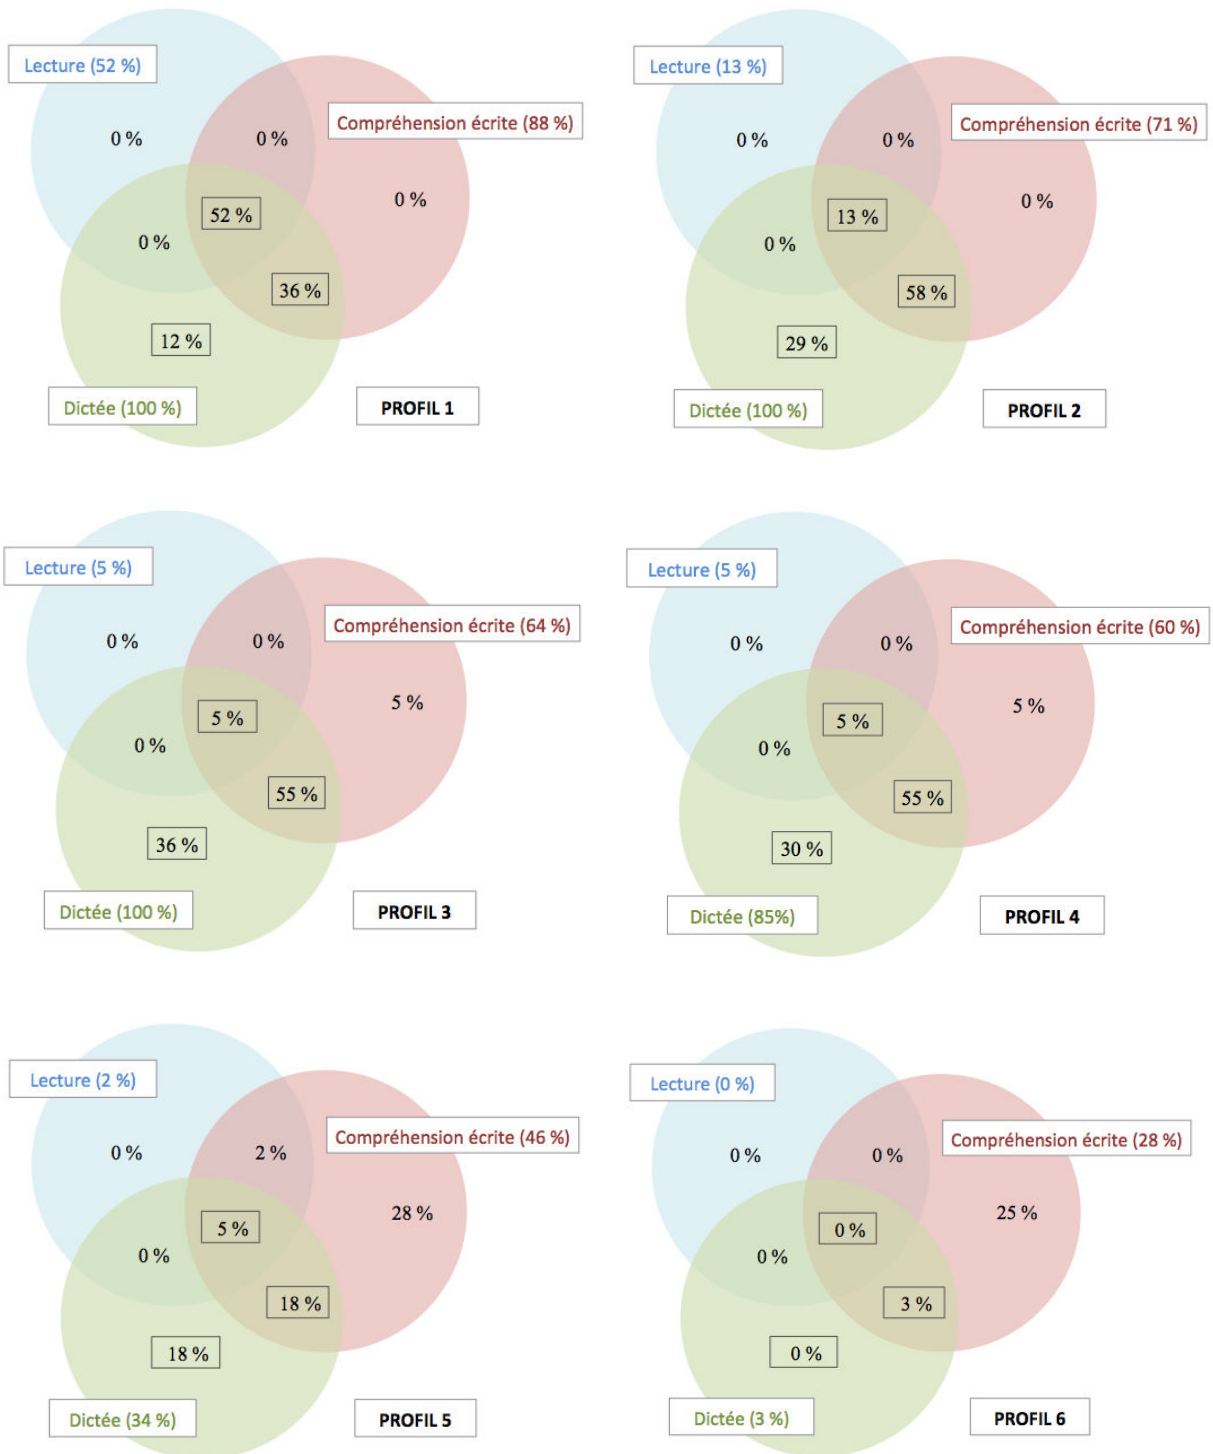 Lecture (52 %)
Compréhension écrite (88 %)
0 %
0 %
0 %
52 %
0 %
36 %
12 %
Dictée (100 %)
PROFIL 1
Lecture (13 %)
Compréhension écrite (71 %)
0 %
0 %
0 %
13 %
0 %
58 %
29 %
Dictée (100 %)
PROFIL 2
Lecture (5 %)
Compréhension écrite (64 %)
0 %
0 %
5 %
5 %
0 %
55 %
36 %
Dictée (100 %)
PROFIL 3
Lecture (5 %)
Compréhension écrite (60 %)
0 %
0 %
5 %
5 %
0 %
55 %
30 %
Dictée (85%)
PROFIL 4
Lecture (2 %)
Compréhension écrite (46 %)
0 %
2 %
28 %
5 %
0 %
18 %
18 %
Dictée (34 %)
PROFIL 5
Lecture (0 %)
Compréhension écrite (28 %)
0 %
0 %
25 %
0 %
0 %
3 %
0 %
Dictée (3 %)
PROFIL 6